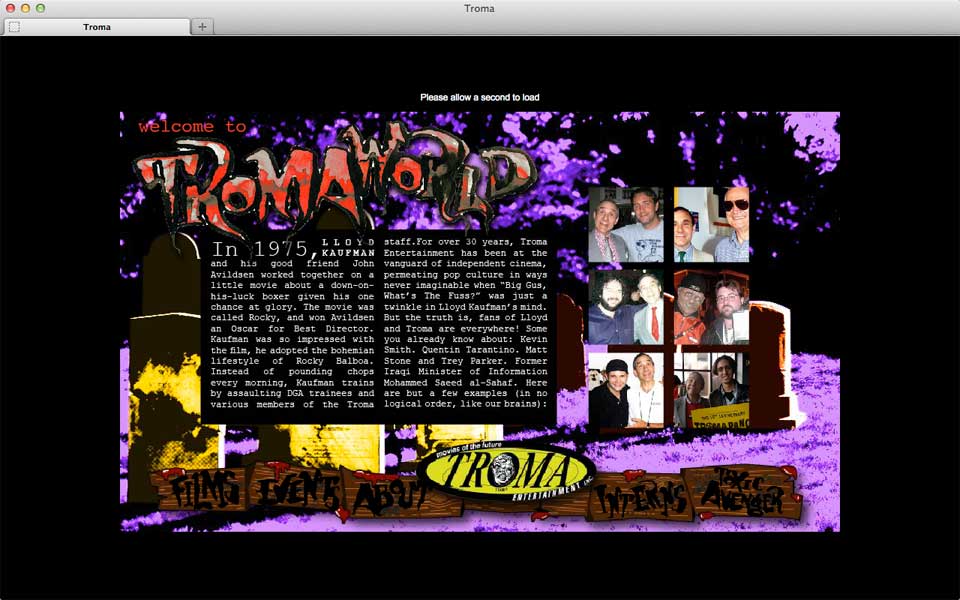 Troma
Troma
Please allow a second to load
welcome to
TROMAWORLD
In 1975, LLOYD
KAUFMAN
and his good friend John
Avildsen worked together on a
little movie about a down-on-
his-luck boxer given his one
chance at glory. The movie was
called Rocky, and won Avildsen
an Oscar for Best Director.
Kaufman was so impressed with
the film, he adopted the bohemian
lifestyle of Rocky Balboa.
Instead of pounding chops
every morning, Kaufman trains
by assaulting DGA trainees and
various members of the Troma
staff.For over 30 years, Troma
Entertainment has been at the
vanguard of independent cinema,
permeating pop culture in ways
never imaginable when “Big Gus,
What’s The Fuss?” was just a
twinkle in Lloyd Kaufman’s mind.
But the truth is, fans of Lloyd
and Troma are everywhere! Some
you already know about: Kevin
Smith. Quentin Tarantino. Matt
Stone and Trey Parker. Former
Iraqi Minister of Information
Mohammed Saeed al-Sahaf. Here
are but a few examples (in no
logical order, like our brains):
movies of the future
TROMA
ENTERTAINMENT INC.
FILMS
EVENTS
ABOUT
INTERNS
TOXIC
AVENGER